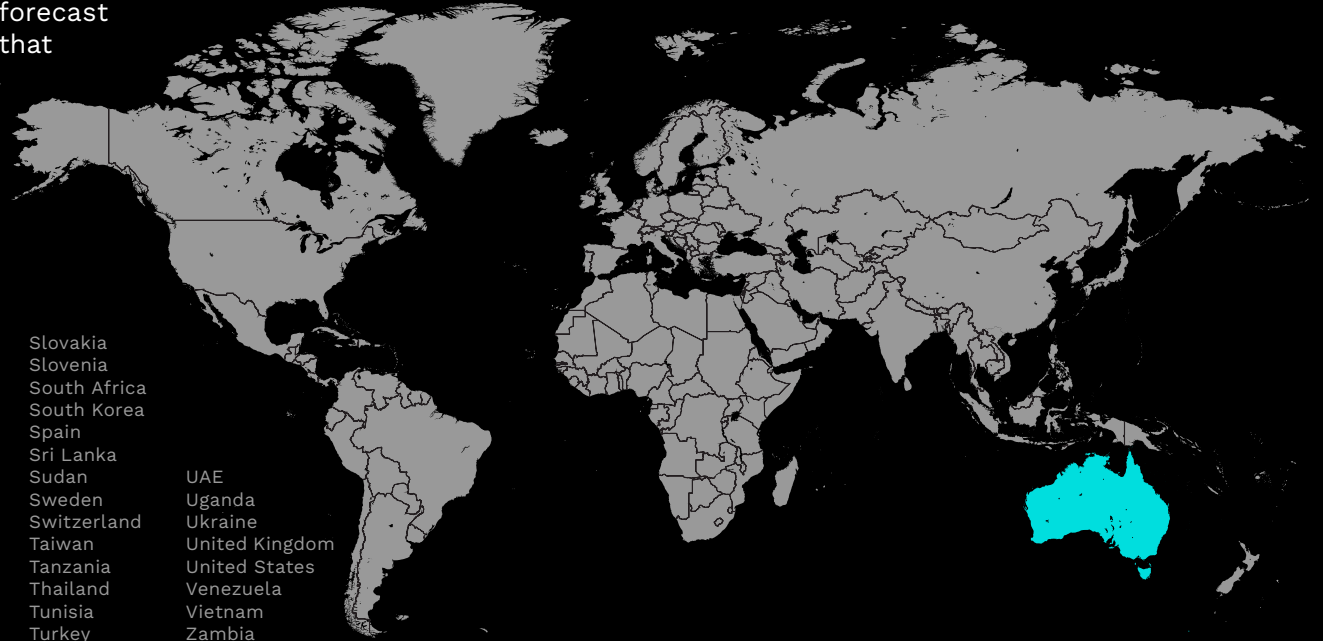 forecast
that
Slovakia
Slovenia
South Africa
South Korea
Spain
Sri Lanka
Sudan
Sweden
Switzerland
Taiwan
Tanzania
Thailand
Tunisia
Turkey
UAE
Uganda
Ukraine
United Kingdom
United States
Venezuela
Vietnam
Zambia